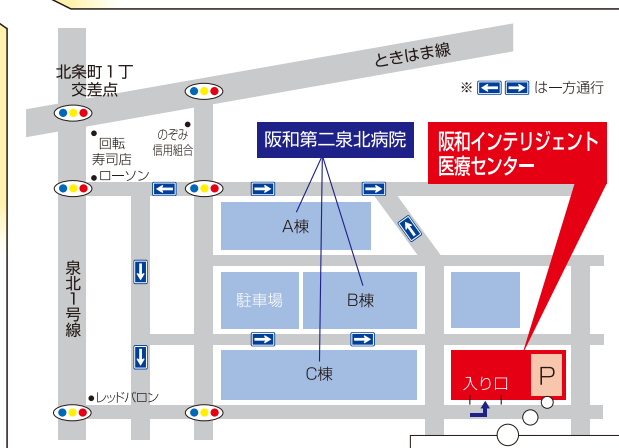 ときはま線
北条町1丁
交差点
※ は一方通行
回転
寿司店
ローソン
のぞみ
信用組合
阪和第二泉北病院
阪和インテリジェント
医療センター
A棟
泉北1号線
駐車場
B棟
C棟
入り口
P
レッドバロン